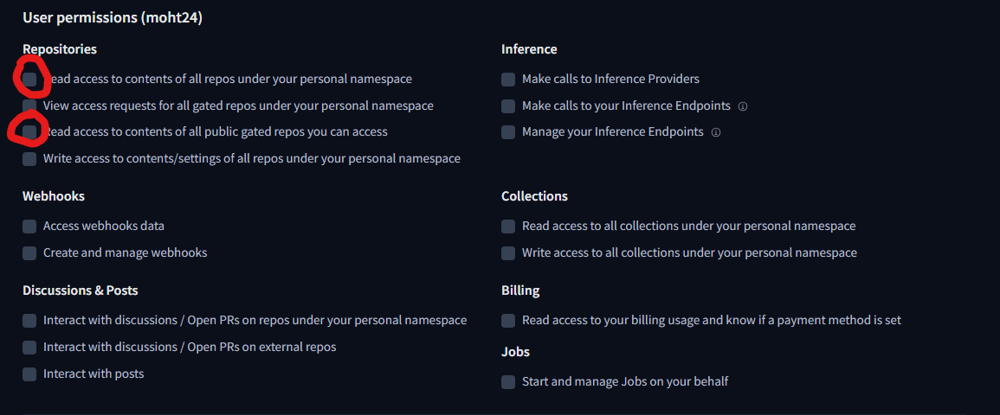 User permissions (moht24)
Repositories
Read access to contents of all repos under your personal namespace
View access requests for all gated repos under your personal namespace
Read access to contents of all public gated repos you can access
Write access to contents/settings of all repos under your personal namespace
Inference
Make calls to Inference Providers
Make calls to your Inference Endpoints
Manage your Inference Endpoints
Webhooks
Access webhooks data
Create and manage webhooks
Collections
Read access to all collections under your personal namespace
Write access to all collections under your personal namespace
Discussions & Posts
Interact with discussions / Open PRs on repos under your personal namespace
Interact with discussions / Open PRs on external repos
Interact with posts
Billing
Read access to your billing usage and know if a payment method is set
Jobs
Start and manage Jobs on your behalf